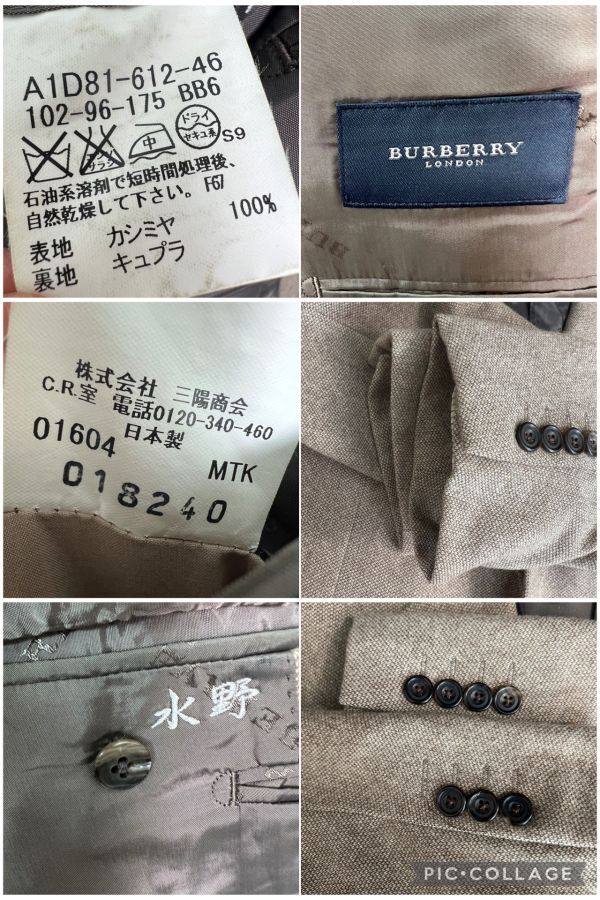 A1D81-612-46
102-96-175 BB6
サラシ
中
ドライ
セキユ系
S9
石油系溶剤で短時間処理後、
自然乾燥して下さい。 F67
表地 カシミヤ 100%
裏地 キュプラ
BURBERRY
LONDON
株式会社 三陽商会
C.R.室 電話0120-340-460
01604 日本製
MTK
018240
水野
PIC•COLLAGE